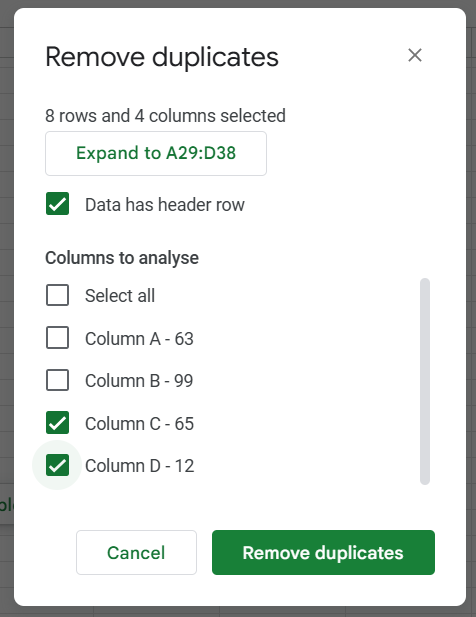 Remove duplicates
8 rows and 4 columns selected
Expand to A29:D38
Data has header row
Columns to analyse
Select all
Column A - 63
Column B - 99
Column C - 65
Column D - 12
Cancel
Remove duplicates